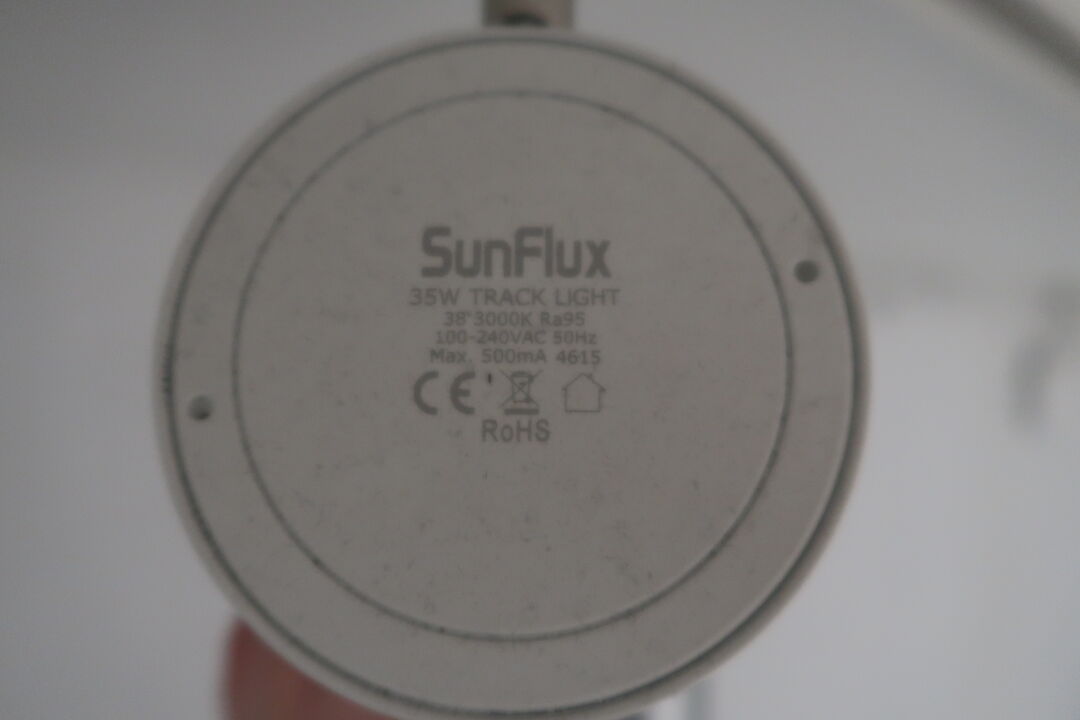 SunFlux
35W TRACK LIGHT
38° 3000K Ra95
100-240VAC 50Hz
Max. 500mA 4615
CE
RoHS